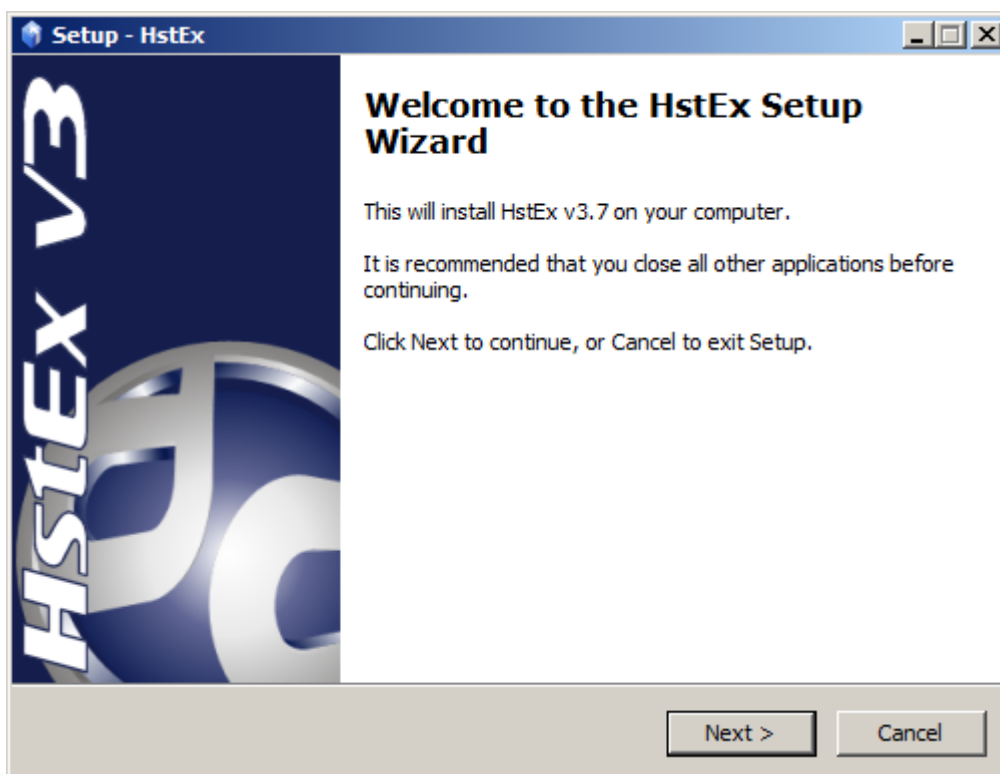 Setup - HstEx
HstEx v3
Welcome to the HstEx Setup
Wizard
This will install HstEx v3.7 on your computer.
It is recommended that you close all other applications before
continuing.
Click Next to continue, or Cancel to exit Setup.
Next >
Cancel